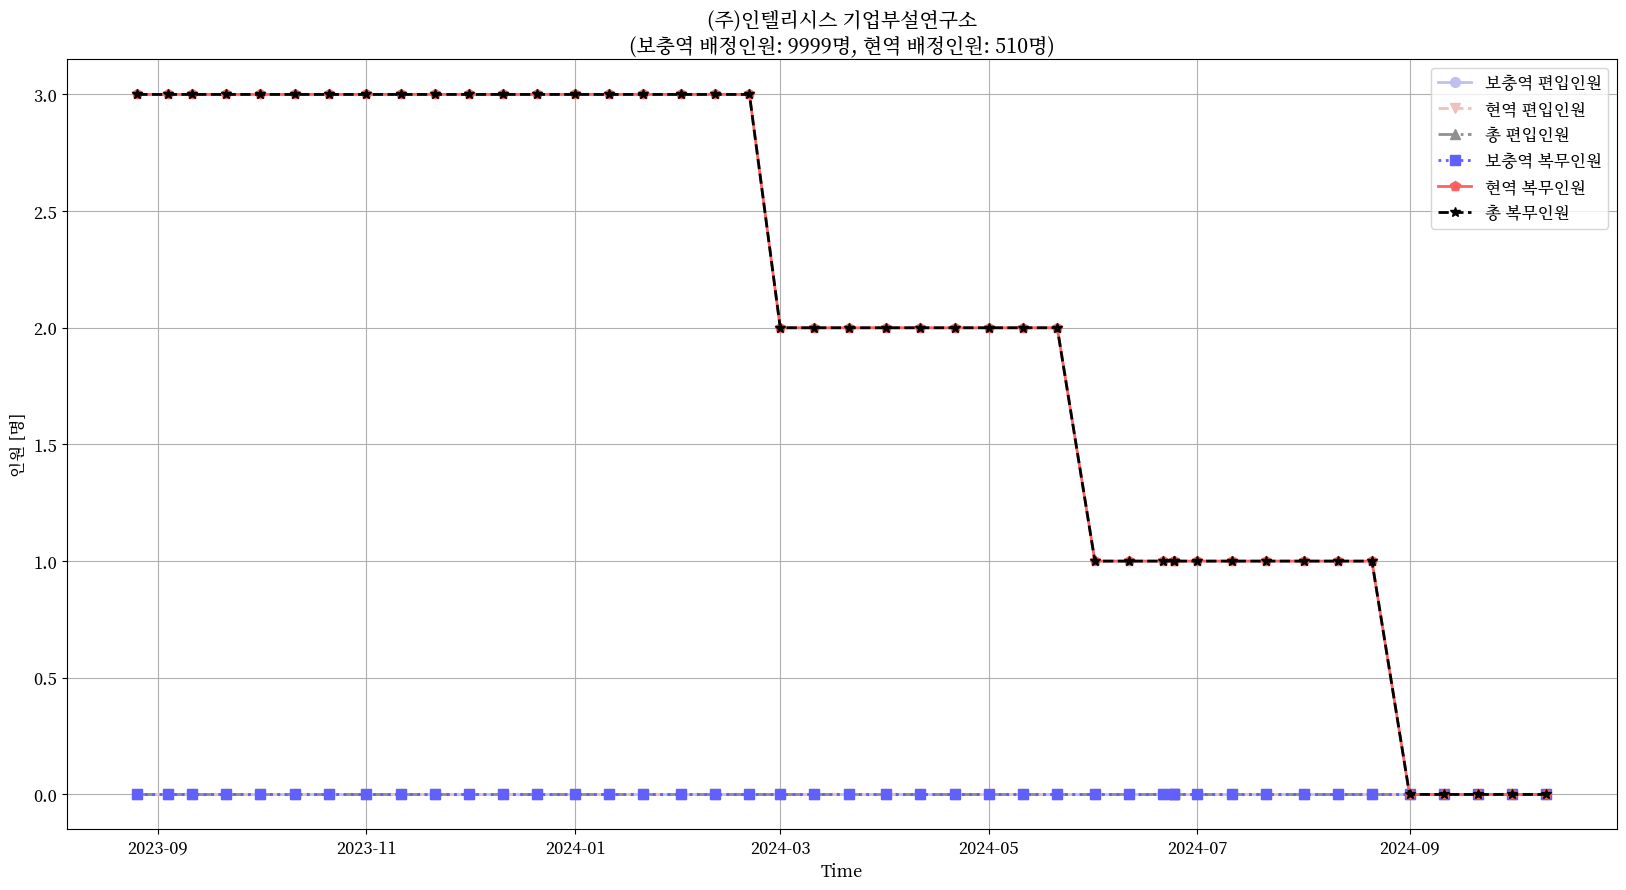 (주)인텔리시스 기업부설연구소
(보충역 배정인원: 9999명, 현역 배정인원: 510명)
보충역 편입인원
현역 편입인원
총 편입인원
보충역 복무인원
현역 복무인원
총 복무인원
3.0
2.5
2.0
1.5
1.0
0.5
0.0
인원 [명]
2023-09
2023-11
2024-01
2024-03
2024-05
2024-07
2024-09
Time